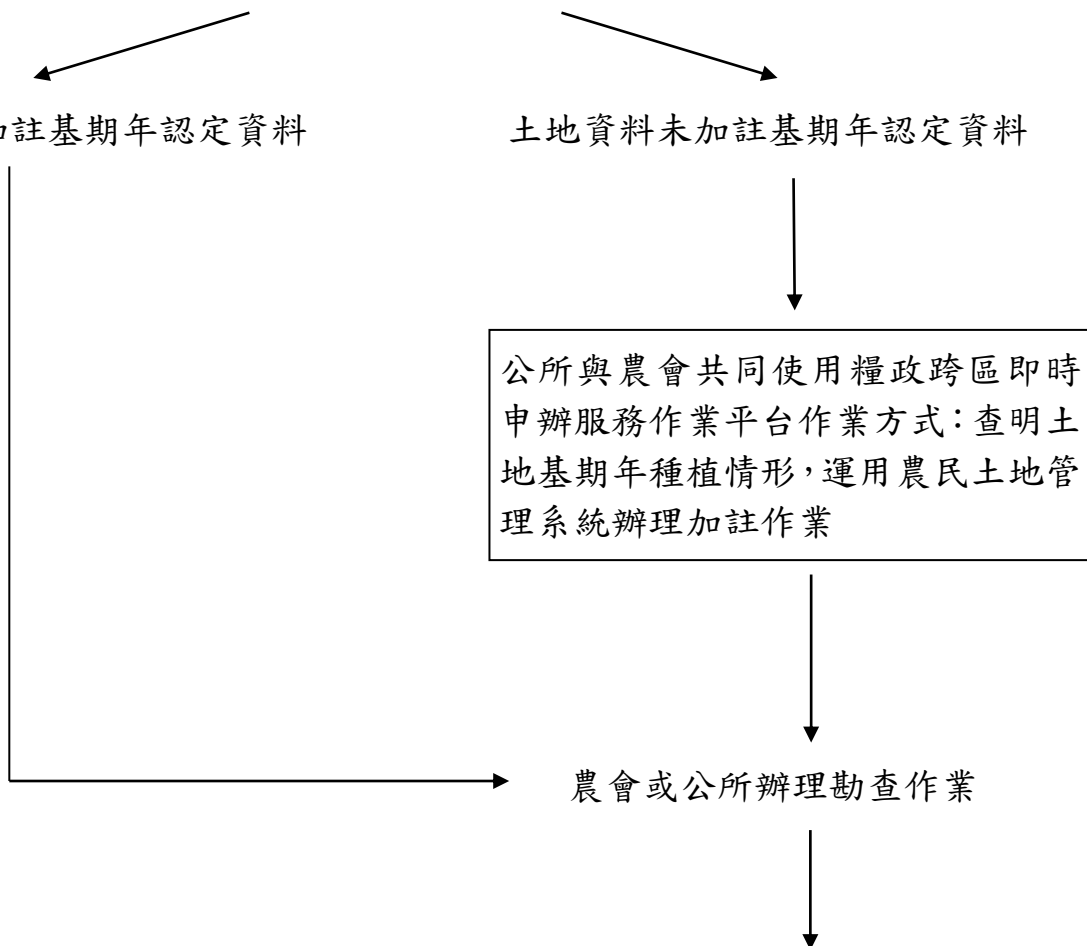 加註基期年認定資料
土地資料未加註基期年認定資料
公所與農會共同使用糧政跨區即時
申辦服務作業平台作業方式：查明土
地基期年種植情形，運用農民土地管
理系統辦理加註作業
農會或公所辦理勘查作業